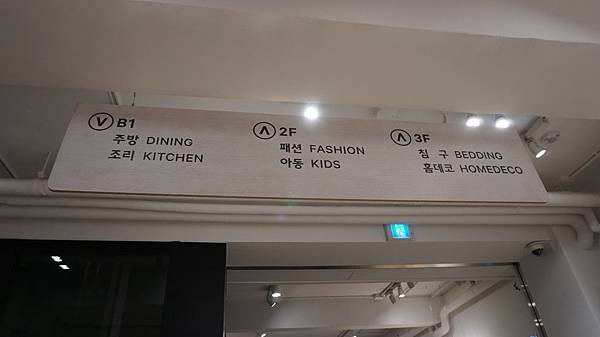 B1
주방 DINING
조리 KITCHEN
2F
패션 FASHION
아동 KIDS
3F
침 구 BEDDING
홈데코 HOMEDECO